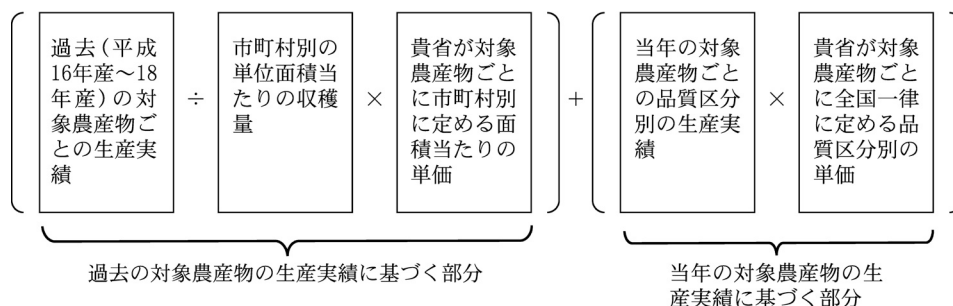 過去(平成
16年産～18
年産)の対
象農産物ご
との生産実
績
÷
市町村別の
単位面積当
たりの収穫
量
×
貴省が対象
農産物ごと
に市町村別
に定める面
積当たりの
単価
+
当年の対象
農産物ごと
の品質区分
別の生産実
績
×
貴省が対象
農産物ごと
に全国一律
に定める品
質区分別の
単価
過去の対象農産物の生産実績に基づく部分
当年の対象農産物の生
産実績に基づく部分